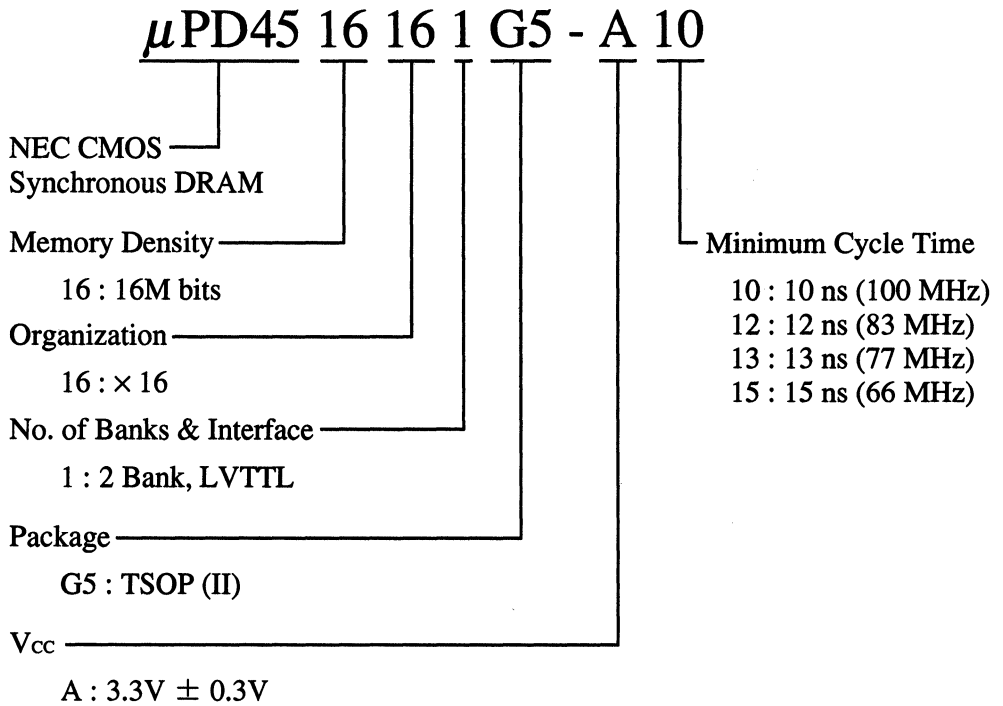 μPD45 16 16 1 G5 - A 10
NEC CMOS
Synchronous DRAM
Memory Density
16 : 16M bits
Organization
16 : × 16
No. of Banks & Interface
1 : 2 Bank, LVTTL
Package
G5 : TSOP (II)
Vcc
A : 3.3V ± 0.3V
Minimum Cycle Time
10 : 10 ns (100 MHz)
12 : 12 ns (83 MHz)
13 : 13 ns (77 MHz)
15 : 15 ns (66 MHz)